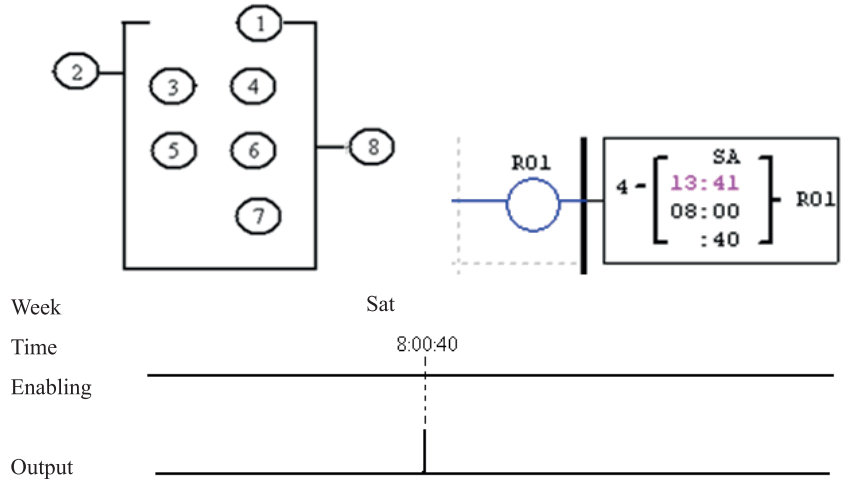 1
2
3 4
5 6
8
7
R01
SA
4 13:41
08:00
:40
R01
Week Sat
Time 8:00:40
Enabling
Output